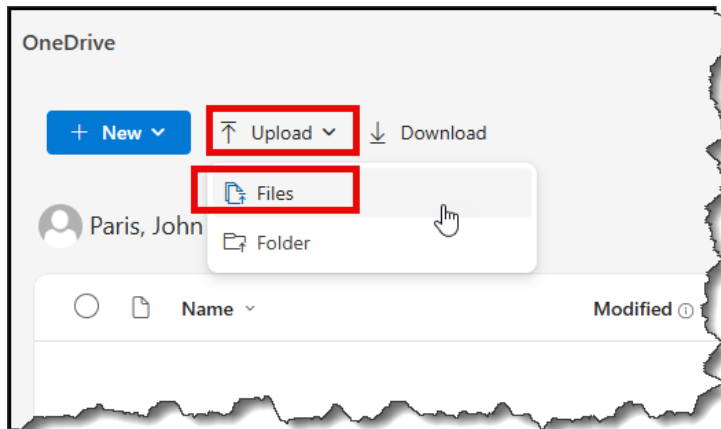 OneDrive
+ New Upload Download
Files
Paris, John
Folder
Name Modified